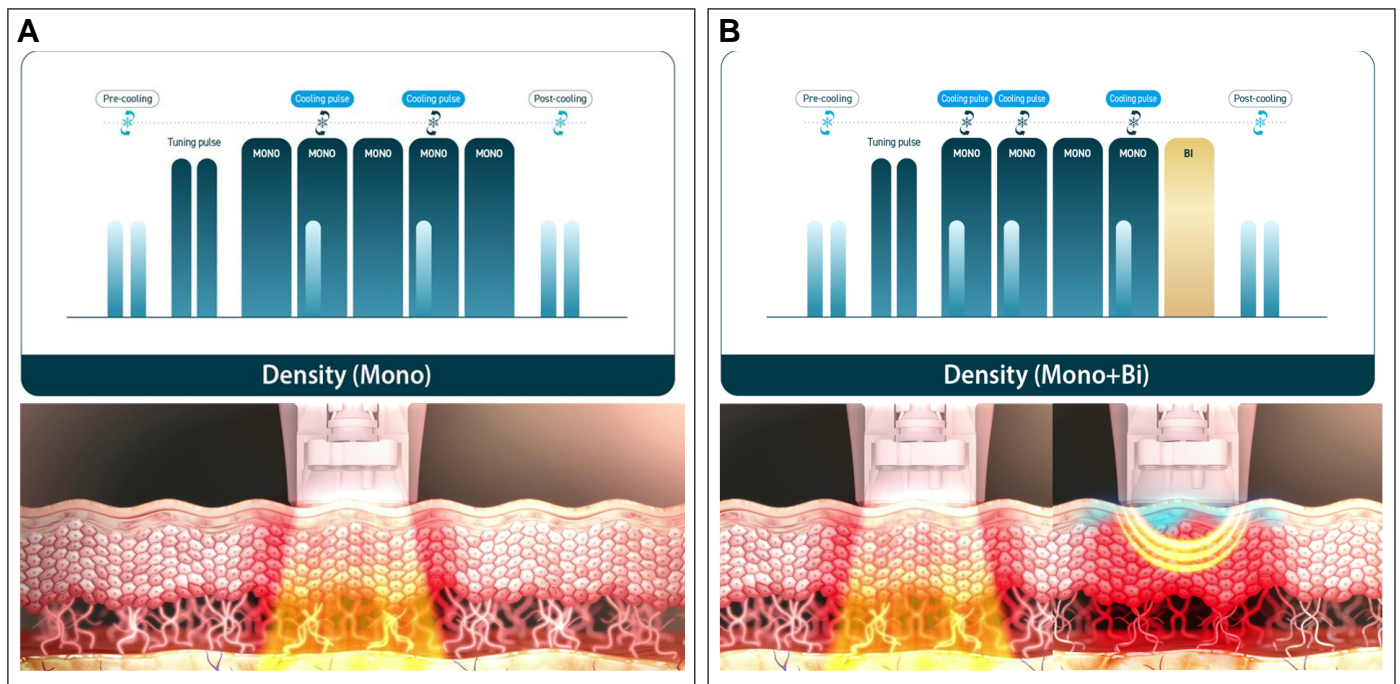 A
Pre-cooling
Cooling pulse
Cooling pulse
Post-cooling
Tuning pulse
MONO
MONO
MONO
MONO
MONO
Density (Mono)
B
Pre-cooling
Cooling pulse
Cooling pulse
Cooling pulse
Post-cooling
Tuning pulse
MONO
MONO
MONO
MONO
BI
Density (Mono+Bi)